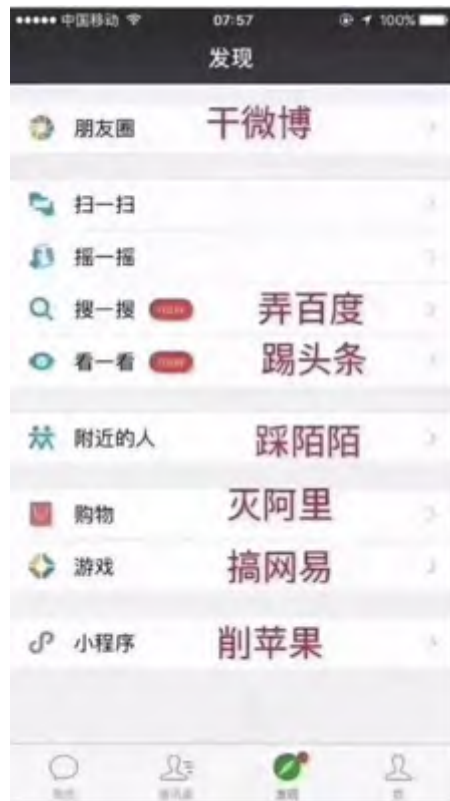 中国移动 07:57 100%
发现
朋友圈 干微博
扫一扫
摇一摇
搜一搜 弄百度
看一看 踢头条
附近的人 踩陌陌
购物 灭阿里
游戏 搞网易
小程序 削苹果
发现